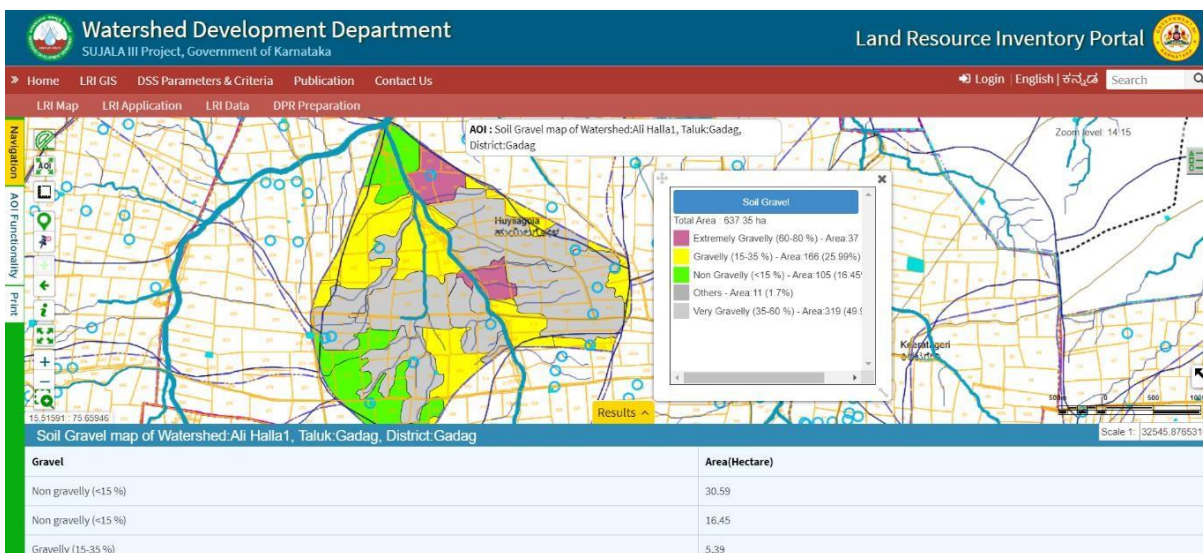 Watershed Development Department
SUJALA III Project, Government of Karnataka
Land Resource Inventory Portal
» Home LRI GIS DSS Parameters & Criteria Publication Contact Us
Login | English | ಕನ್ನಡ Search
LRI Map LRI Application LRI Data DPR Preparation
Navigation
AOI Functionality
Print
AOI
AOI : Soil Gravel map of Watershed:Ali Halla1, Taluk:Gadag,
District:Gadag
Zoom level: 14.15
Soil Gravel
Total Area : 637.35 ha
Extremely Gravelly (60-80 %) - Area:37
Gravelly (15-35 %) - Area:166 (25.99%)
Non Gravelly (<15 %) - Area:105 (16.45
Others - Area:11 (1.7%)
Very Gravelly (35-60 %) - Area:319 (49.9
15.51591 : 75.65946
Results
500 0 500
Scale 1: 32545.8765310
Soil Gravel map of Watershed:Ali Halla1, Taluk:Gadag, District:Gadag
Gravel Area(Hectare)
Non gravelly (<15 %) 30.59
Non gravelly (<15 %) 16.45
Gravelly (15-35 %) 5.39